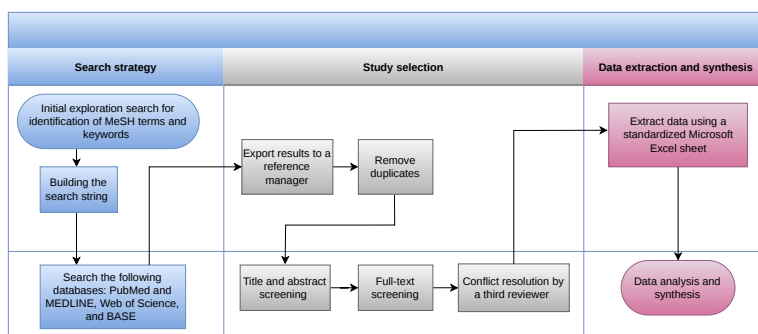 Search strategy
Study selection
Data extraction and synthesis
Initial exploration search for
identification of MeSH terms and
keywords
Building the
search string
Search the following
databases: PubMed and
MEDLINE, Web of Science,
and BASE
Export results to a
reference manager
Remove
duplicates
Title and abstract
screening
Full-text
screening
Conflict resolution by
a third reviewer
Extract data using a
standardized Microsoft
Excel sheet
Data analysis and
synthesis